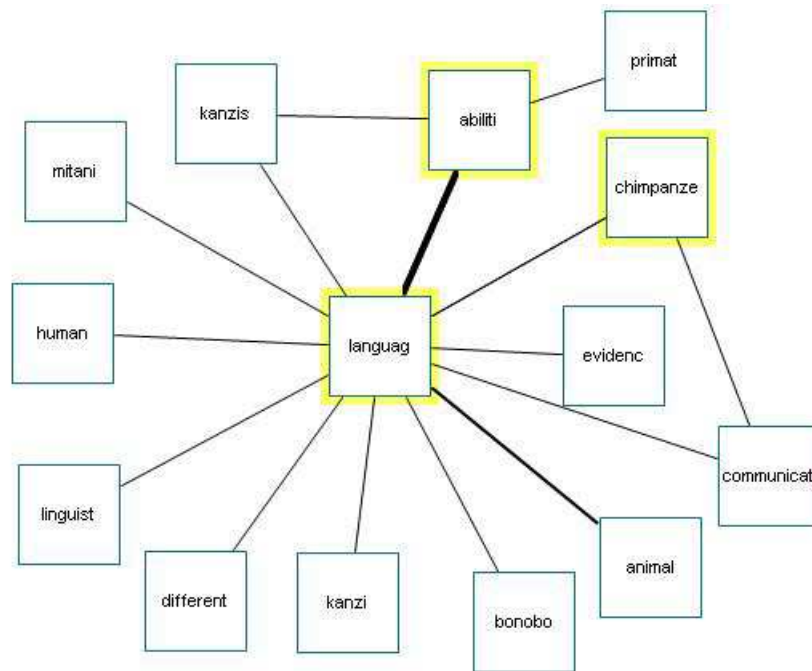 primat
kanzis
abiliti
mitani
chimpanze
human
languag
evidenc
linguist
communicat
different
kanzi
animal
bonobo